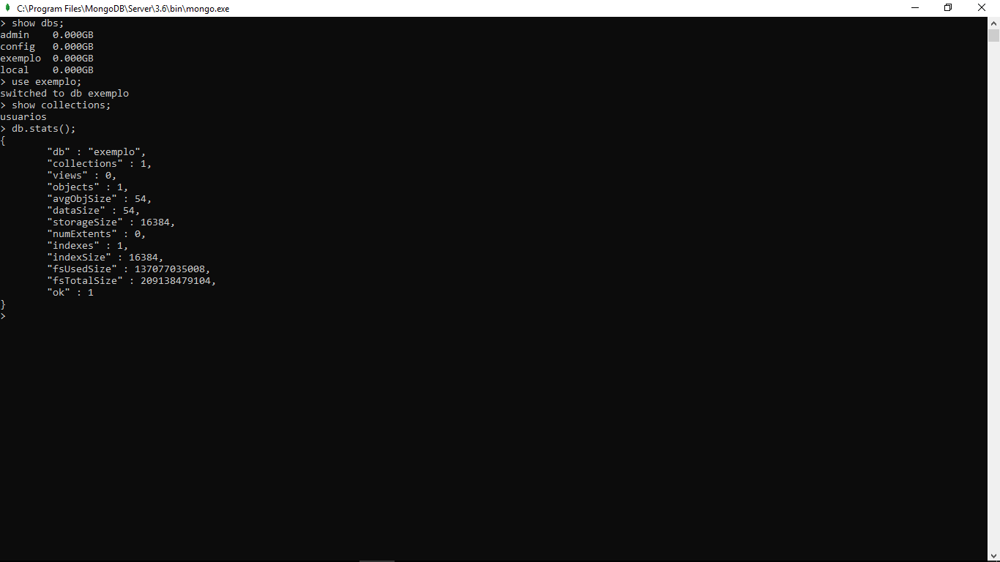 C:\Program Files\MongoDB\Server\3.6\bin\mongo.exe
> show dbs;
admin    0.000GB
config   0.000GB
exemplo  0.000GB
local    0.000GB
> use exemplo;
switched to db exemplo
> show collections;
usuarios
> db.stats();
{
        "db" : "exemplo",
        "collections" : 1,
        "views" : 0,
        "objects" : 1,
        "avgObjSize" : 54,
        "dataSize" : 54,
        "storageSize" : 16384,
        "numExtents" : 0,
        "indexes" : 1,
        "indexSize" : 16384,
        "fsUsedSize" : 137077035008,
        "fsTotalSize" : 209138479104,
        "ok" : 1
}
>